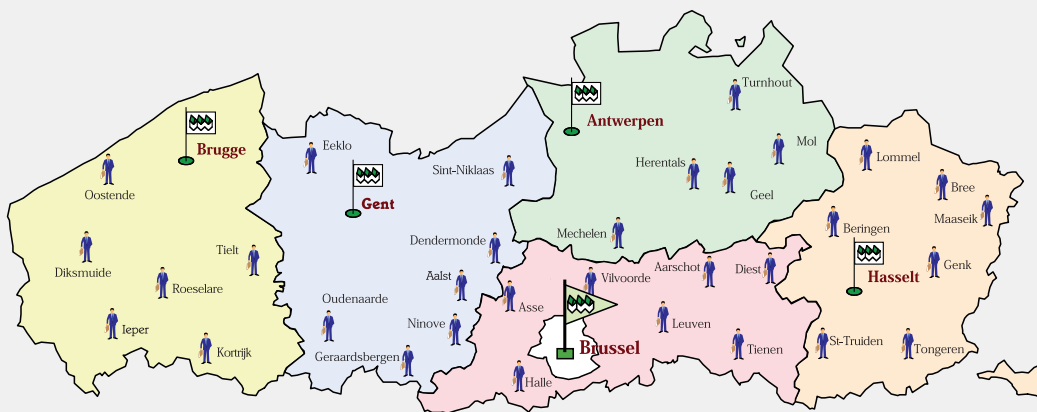 Turnhout
Antwerpen
Brugge
Eeklo
Mol
Lommel
Sint-Niklaas
Herentals
Oostende
Geel
Bree
Gent
Maaseik
Beringen
Mechelen
Dendermonde
Tielt
Diksmuide
Aarschot
Diest
Genk
Hasselt
Aalst
Vilvoorde
Roeselare
Oudenaarde
Asse
Leuven
Ieper
Ninove
Brussel
St-Truiden
Tongeren
Tienen
Kortrijk
Geraardsbergen
Halle